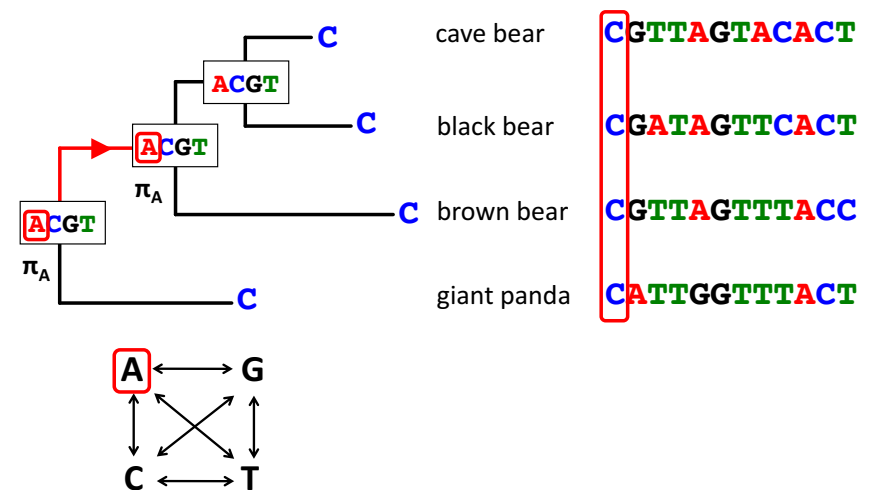 C cave bear CGTTAGTACACT
ACGT
C black bear CGATAGTTCACT
ACGT
πA
C brown bear CGTTAGTTTACC
ACGT
πA
C giant panda CATTGGTTTACT
A G
C T